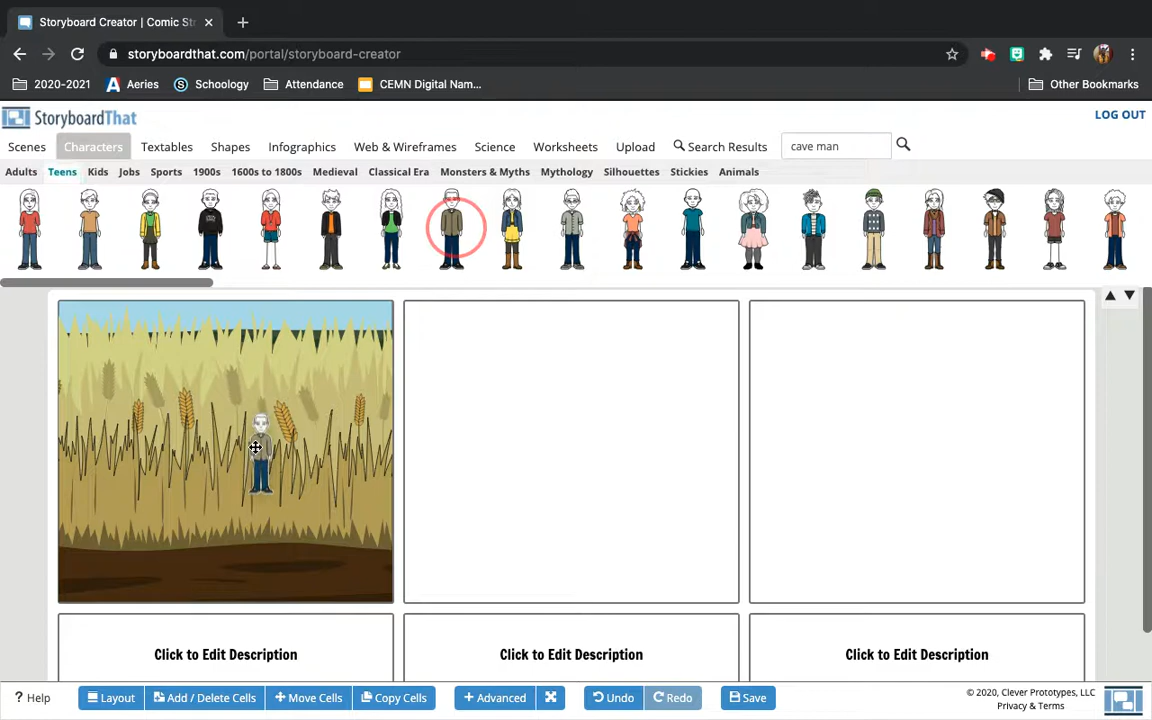 Storyboard Creator | Comic St
storyboardthat.com/portal/storyboard-creator
2020-2021 Aeries Schoology Attendance CEMN Digital Nam... Other Bookmarks
StoryboardThat LOG OUT
Scenes Characters Textables Shapes Infographics Web & Wireframes Science Worksheets Upload Search Results cave man
Adults Teens Kids Jobs Sports 1900s 1600s to 1800s Medieval Classical Era Monsters & Myths Mythology Silhouettes Stickies Animals
Click to Edit Description Click to Edit Description Click to Edit Description
? Help Layout Add / Delete Cells Move Cells Copy Cells + Advanced Undo Redo Save © 2020, Clever Prototypes, LLC
Privacy & Terms